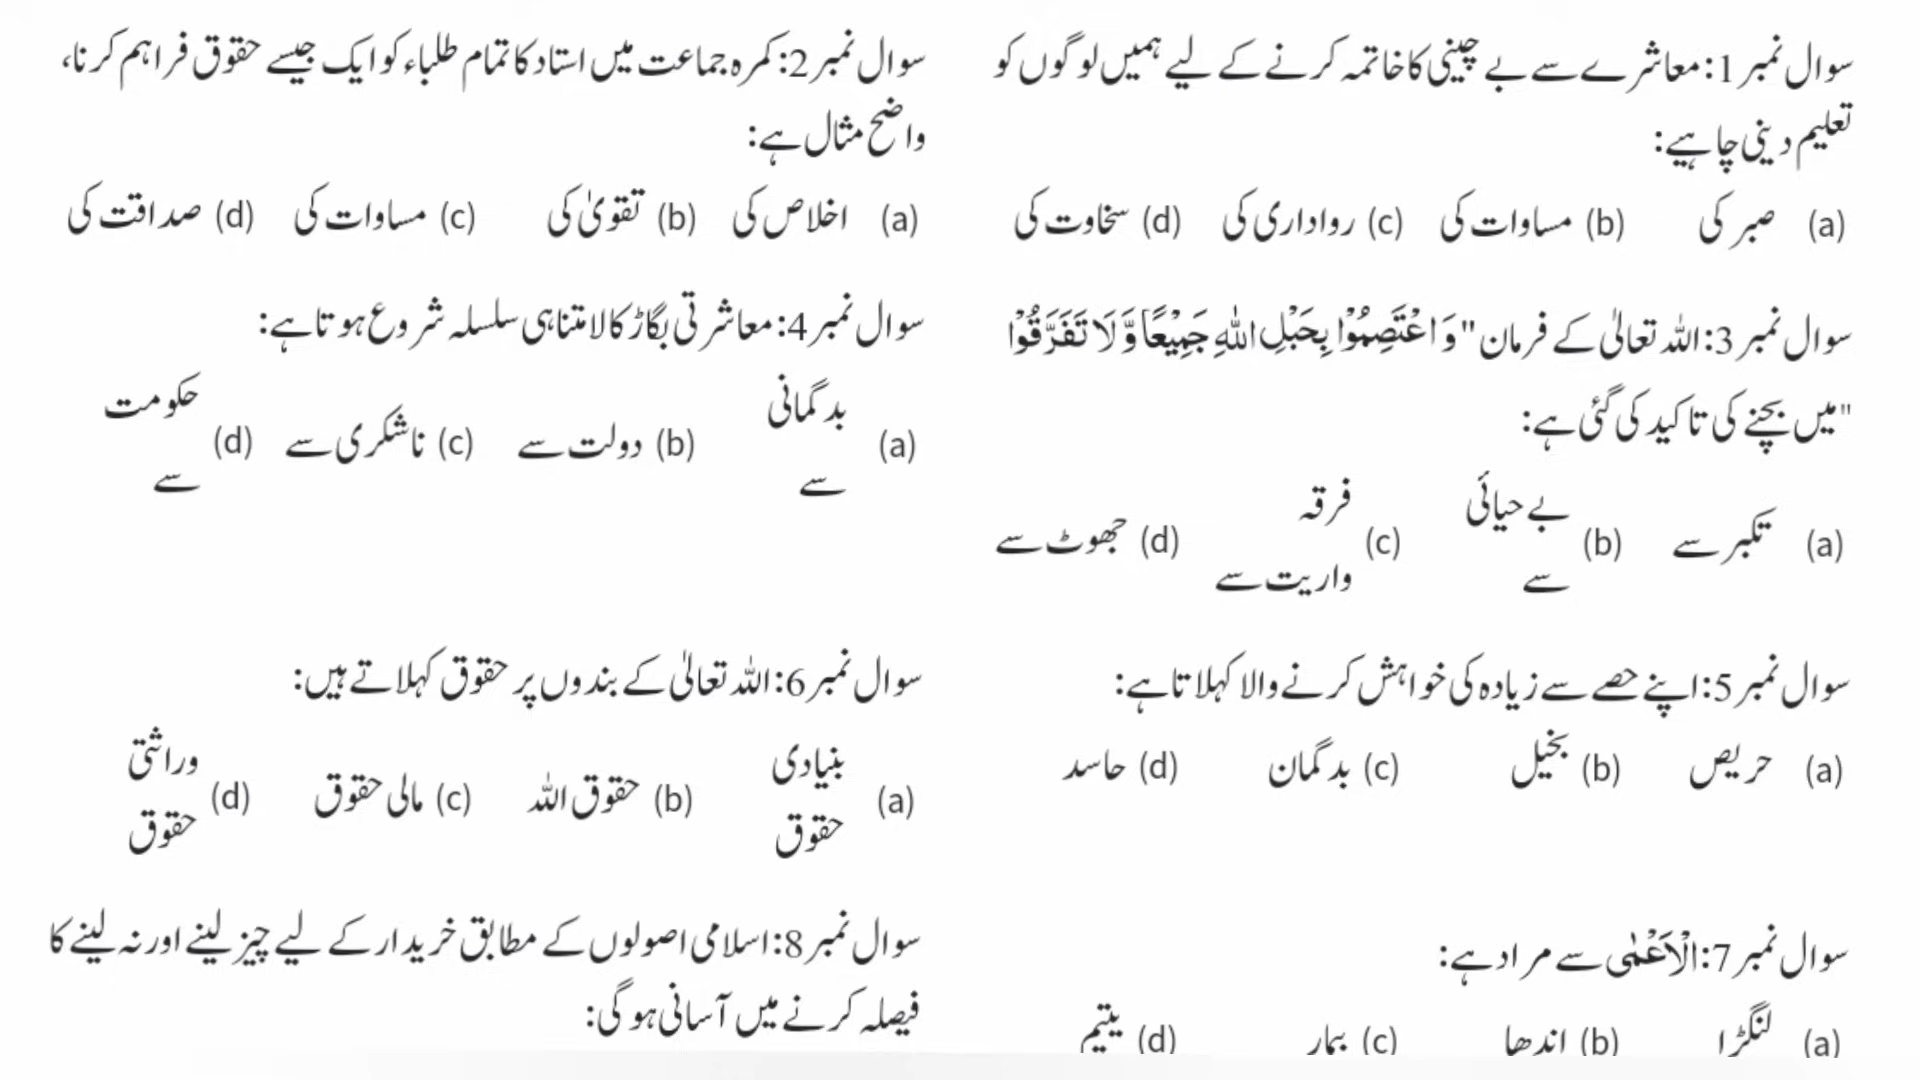 سوال نمبر 1: معاشرے سے بے چینی کا خاتمہ کرنے کے لیے ہمیں لوگوں کو
تعلیم دینی چاہیے:
(a) صبر کی (b) مساوات کی (c) رواداری کی (d) سخاوت کی
سوال نمبر 2: کمرہ جماعت میں استاد کا تمام طلباء کو ایک جیسے حقوق فراہم کرنا،
واضح مثال ہے:
(a) اخلاص کی (b) تقویٰ کی (c) مساوات کی (d) صداقت کی
سوال نمبر 3: اللہ تعالیٰ کے فرمان "وَاعْتَصِمُوْا بِحَبْلِ اللّٰهِ جَمِيْعًا وَّلَا تَفَرَّقُوْا
" میں بچنے کی تاکید کی گئی ہے:
(a) تکبر سے (b) بے حیائی سے (c) فرقہ واریت سے (d) جھوٹ سے
سوال نمبر 4: معاشرتی بگاڑ کا لامتناہی سلسلہ شروع ہوتا ہے:
(a) بدگمانی سے (b) دولت سے (c) ناشکری سے (d) حکومت سے
سوال نمبر 5: اپنے حصے سے زیادہ کی خواہش کرنے والا کہلاتا ہے:
(a) حریص (b) بخیل (c) بدگمان (d) حاسد
سوال نمبر 6: اللہ تعالیٰ کے بندوں پر حقوق کہلاتے ہیں:
(a) بنیادی حقوق (b) حقوق اللہ (c) مالی حقوق (d) وراثتی حقوق
سوال نمبر 7: الْاَعْمٰی سے مراد ہے:
(a) لنگڑا (b) اندھا (c) بیمار (d) یتیم
سوال نمبر 8: اسلامی اصولوں کے مطابق خریدار کے لیے چیز لینے اور نہ لینے کا
فیصلہ کرنے میں آسانی ہو گی: